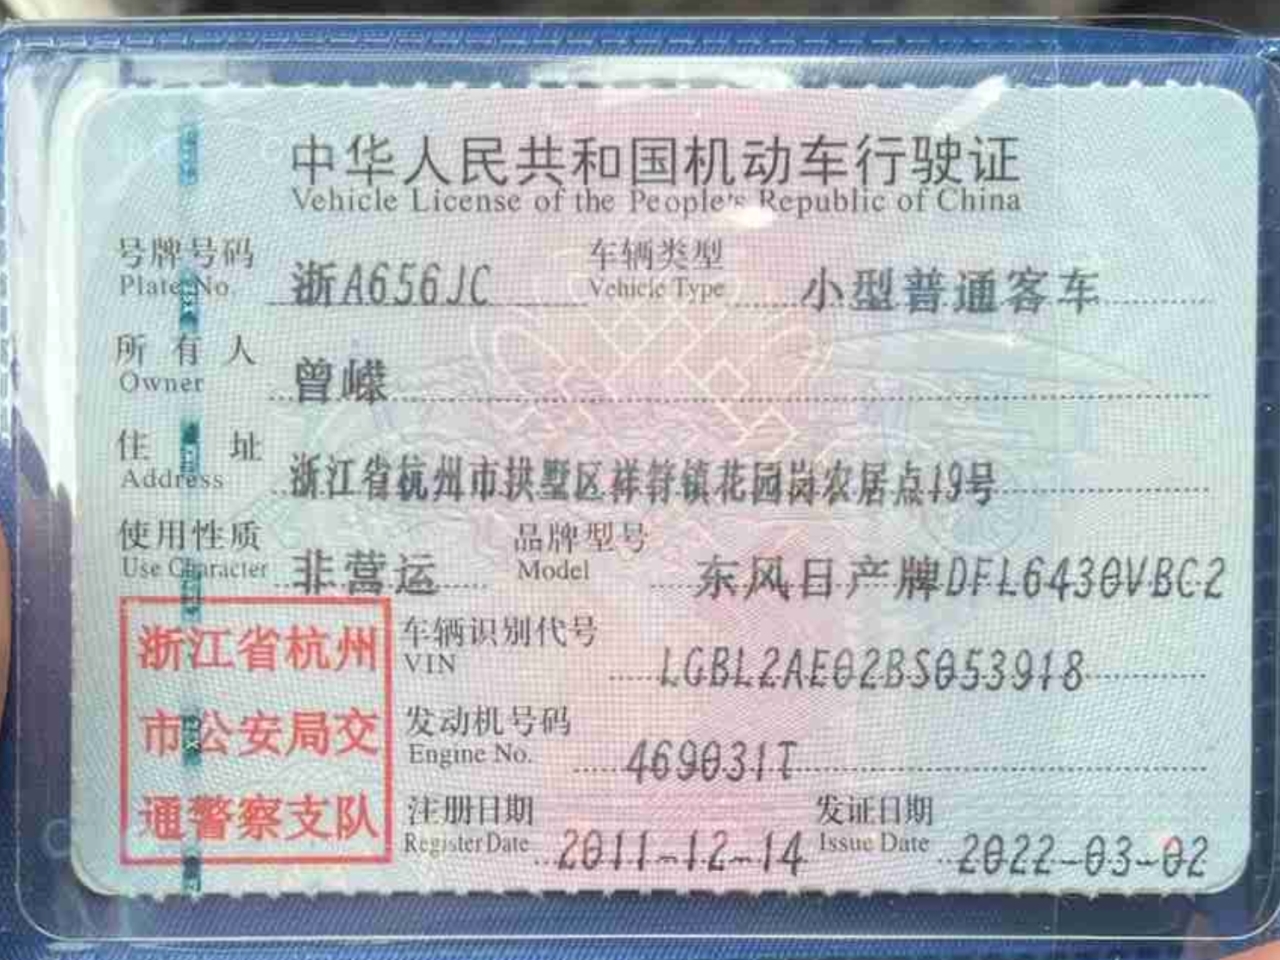 中华人民共和国机动车行驶证
Vehicle License of the People's Republic of China
号牌号码 浙A656JC 车辆类型 小型普通客车
Plate No. Vehicle Type
所有人 曾嵘
Owner
住址 浙江省杭州市拱墅区祥符镇花园岗农居点19号
Address
使用性质 非营运 品牌型号 东风日产牌DFL6430VBC2
Use Character Model
浙江省杭州
市公安局交
通警察支队
车辆识别代号 LGBL2AE02BS053918
VIN
发动机号码 469031T
Engine No.
注册日期 2011-12-14 发证日期 2022-03-02
Register Date Issue Date